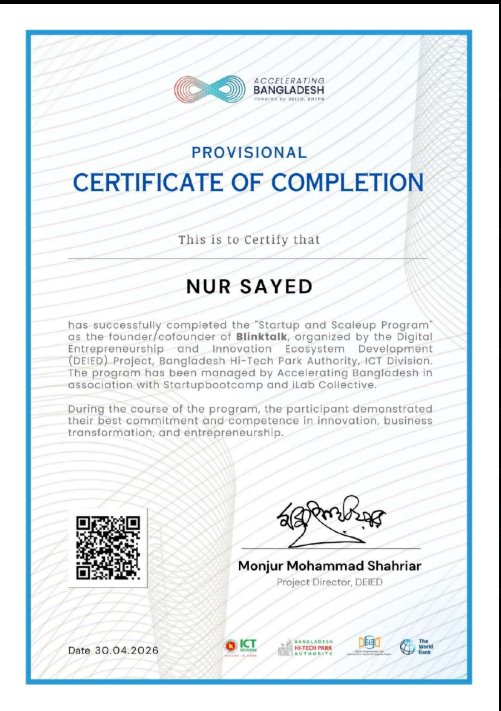 ACCELERATING
BANGLADESH
Powered by DEIED, BHTPA
PROVISIONAL
CERTIFICATE OF COMPLETION
This is to Certify that
NUR SAYED
has successfully completed the "Startup and Scaleup Program"
as the founder/cofounder of Blinktalk, organized by the Digital
Entrepreneurship and Innovation Ecosystem Development
(DEIED) Project, Bangladesh Hi-Tech Park Authority, ICT Division.
The program has been managed by Accelerating Bangladesh in
association with Startupbootcamp and iLab Collective.
During the course of the program, the participant demonstrated
their best commitment and competence in innovation, business
transformation, and entrepreneurship.
Monjur Mohammad Shahriar
Project Director, DEIED
Date 30.04.2026
ICT
DIVISION
BANGLADESH
HI-TECH PARK
AUTHORITY
DEIED
The
World
Bank